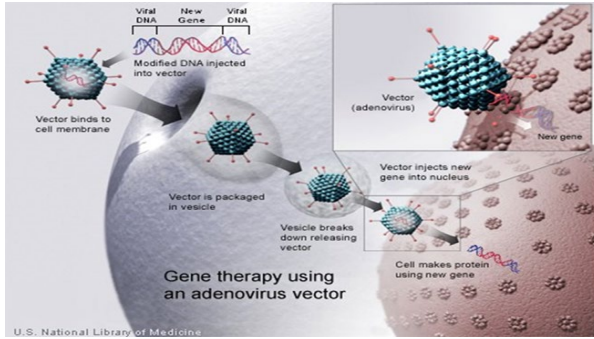 Viral DNA
New Gene
Viral DNA
Modified DNA injected
into vector
Vector binds to
cell membrane
Vector
(adenovirus)
New gene
Vector injects new
gene into nucleus
Vector is packaged
in vesicle
Vesicle breaks
down releasing
vector
Cell makes protein
using new gene
Gene therapy using
an adenovirus vector
U.S. National Library of Medicine